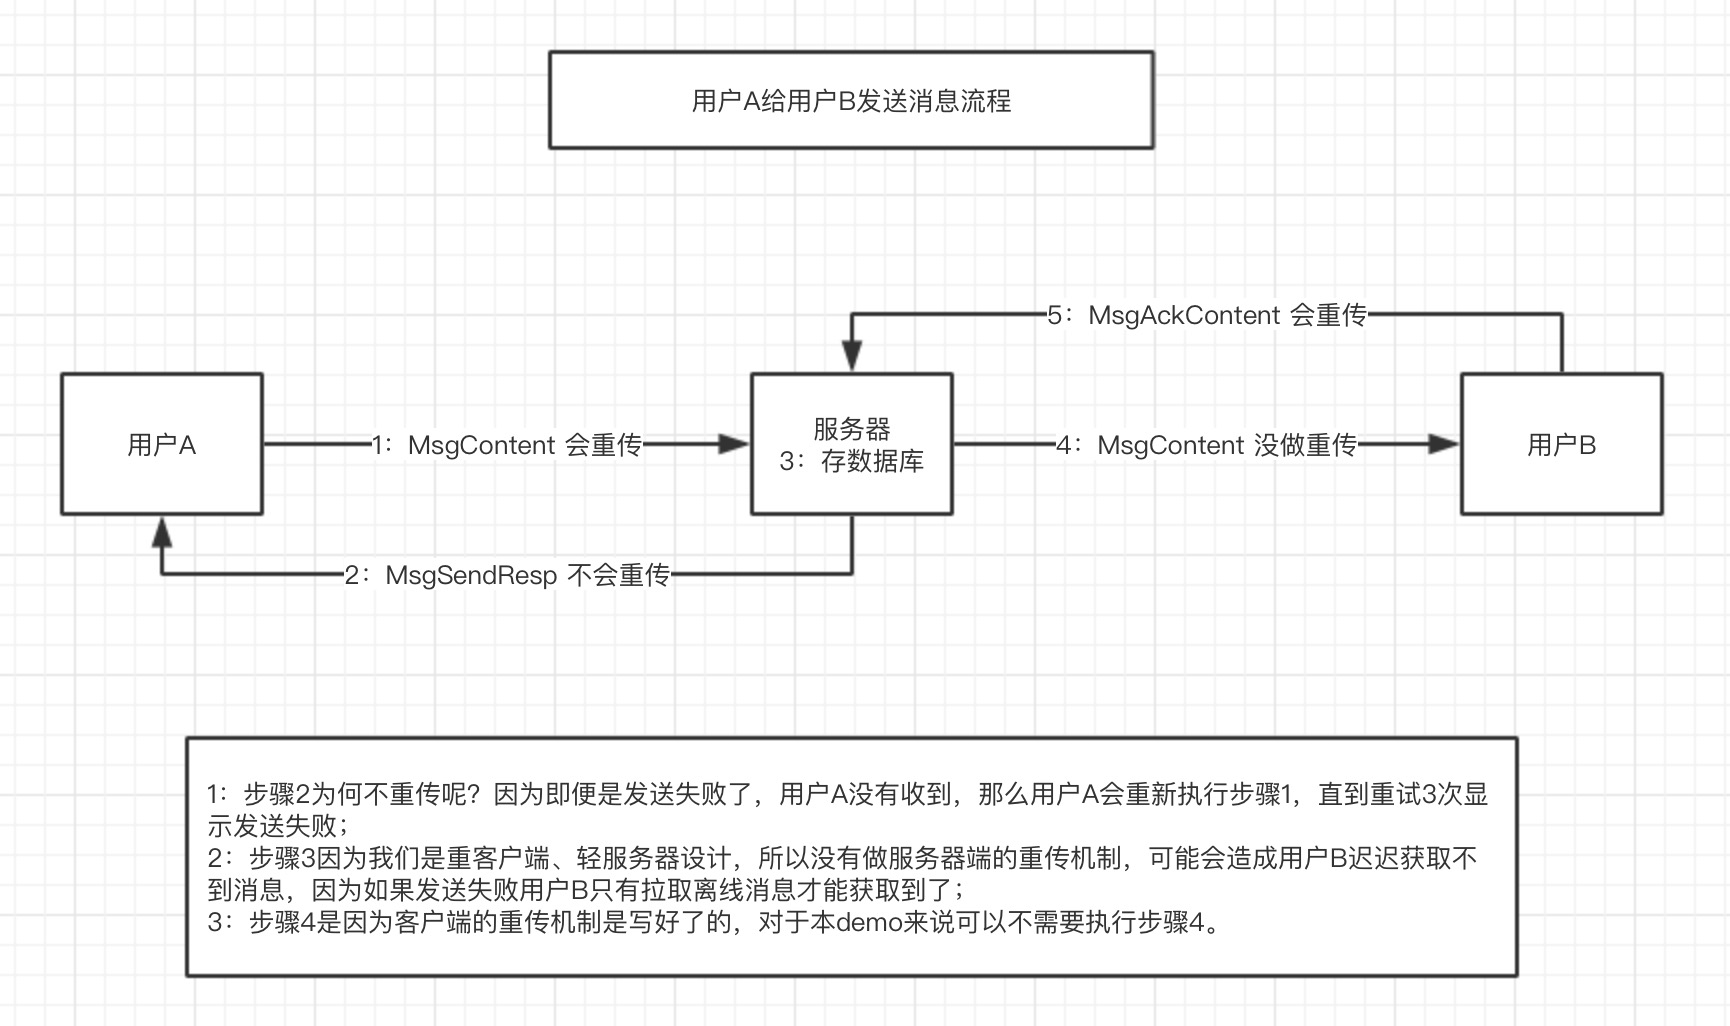 用户A给用户B发送消息流程
5：MsgAckContent 会重传
用户A
1：MsgContent 会重传
服务器
3：存数据库
4：MsgContent 没做重传
用户B
2：MsgSendResp 不会重传
1：步骤2为何不重传呢？因为即便是发送失败了，用户A没有收到，那么用户A会重新执行步骤1，直到重试3次显
示发送失败；
2：步骤3因为我们是重客户端、轻服务器设计，所以没有做服务器端的重传机制，可能会造成用户B迟迟获取不
到消息，因为如果发送失败用户B只有拉取离线消息才能获取到了；
3：步骤4是因为客户端的重传机制是写好了的，对于本demo来说可以不需要执行步骤4。